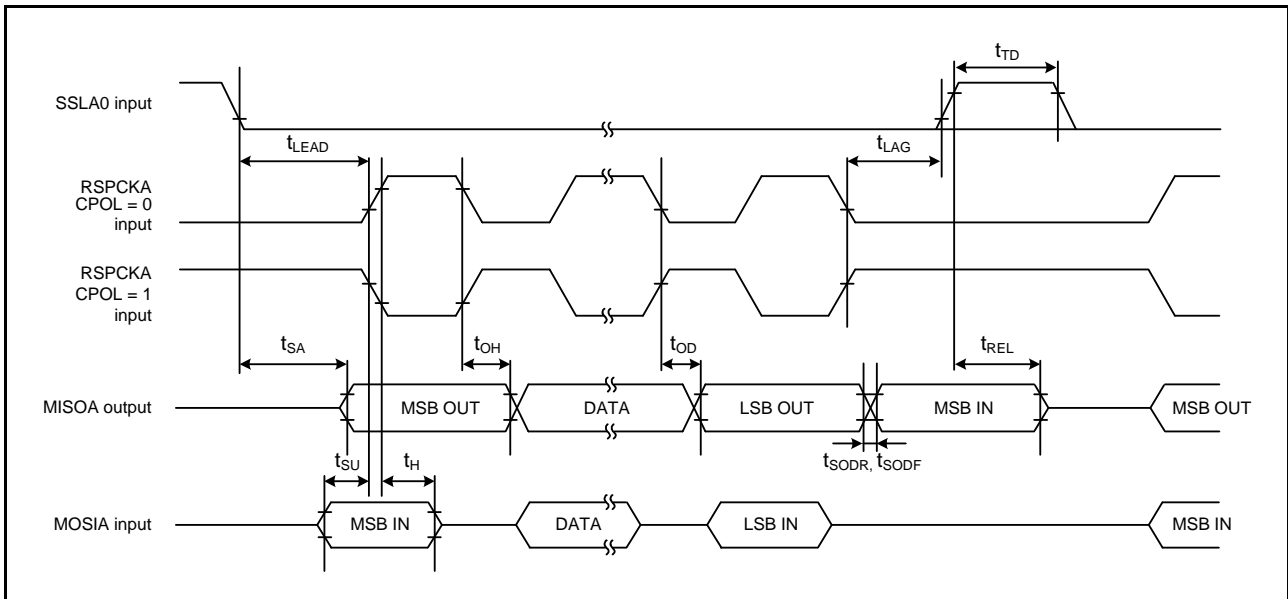 tTD
SSLA0 input
tLEAD
tLAG
RSPCKA
CPOL = 0
input
RSPCKA
CPOL = 1
input
tSA
tOH
tOD
tREL
MISOA output
MSB OUT
DATA
LSB OUT
MSB IN
MSB OUT
tSU
tH
tSODR, tSODF
MOSIA input
MSB IN
DATA
LSB IN
MSB IN